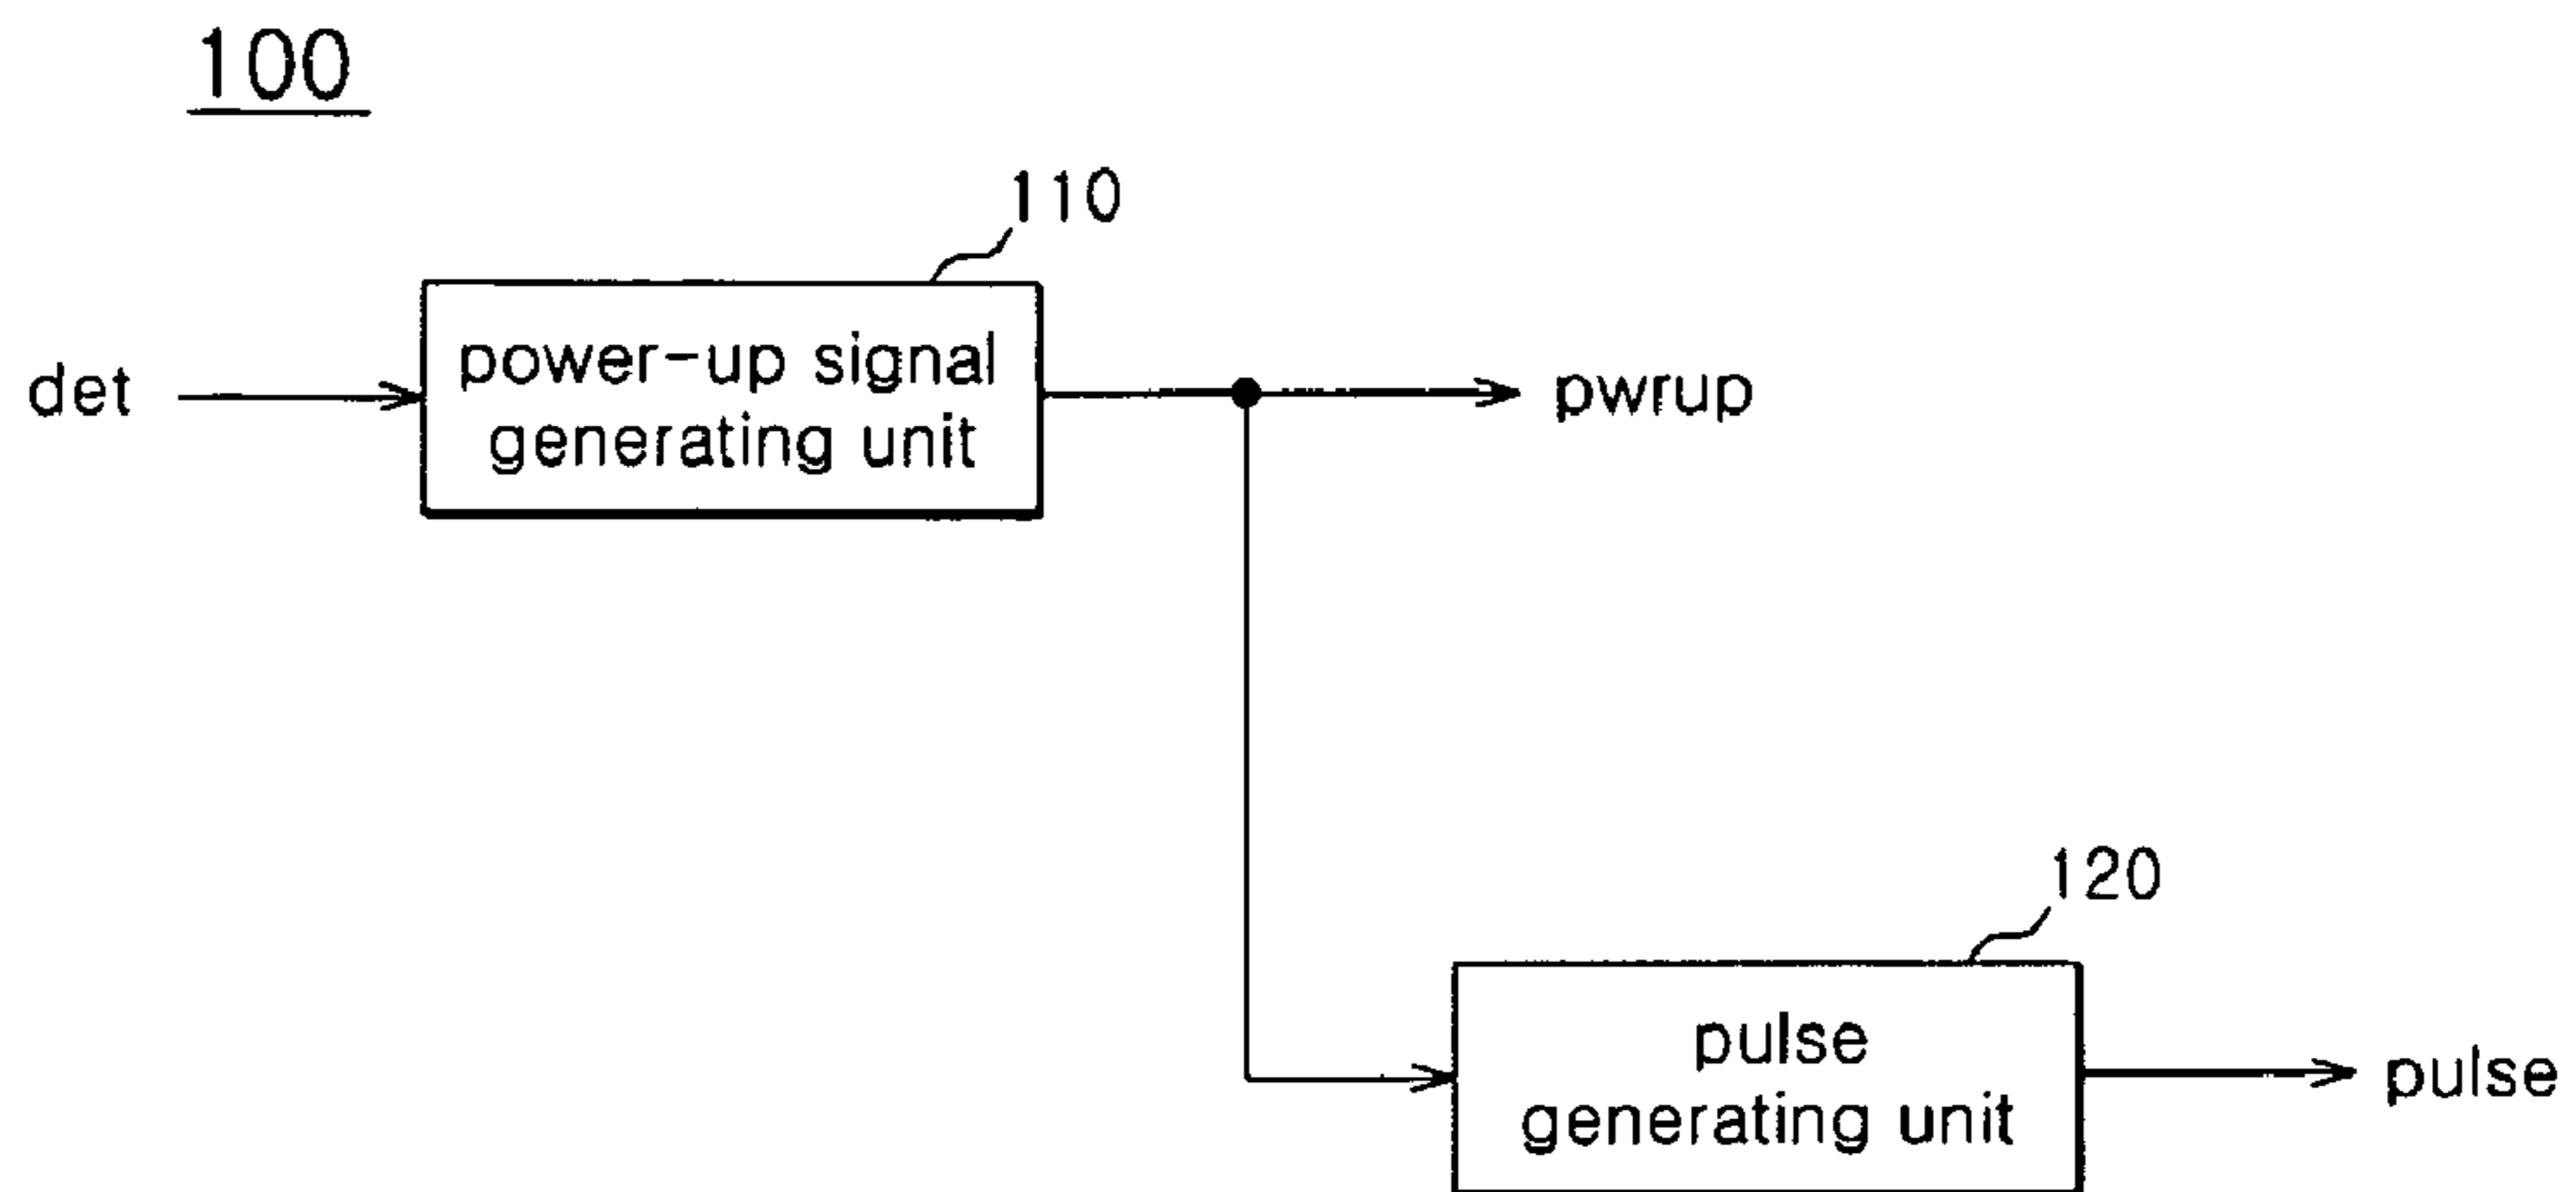 100
110
det
power-up signal
generating unit
pwrup
120
pulse
generating unit
pulse